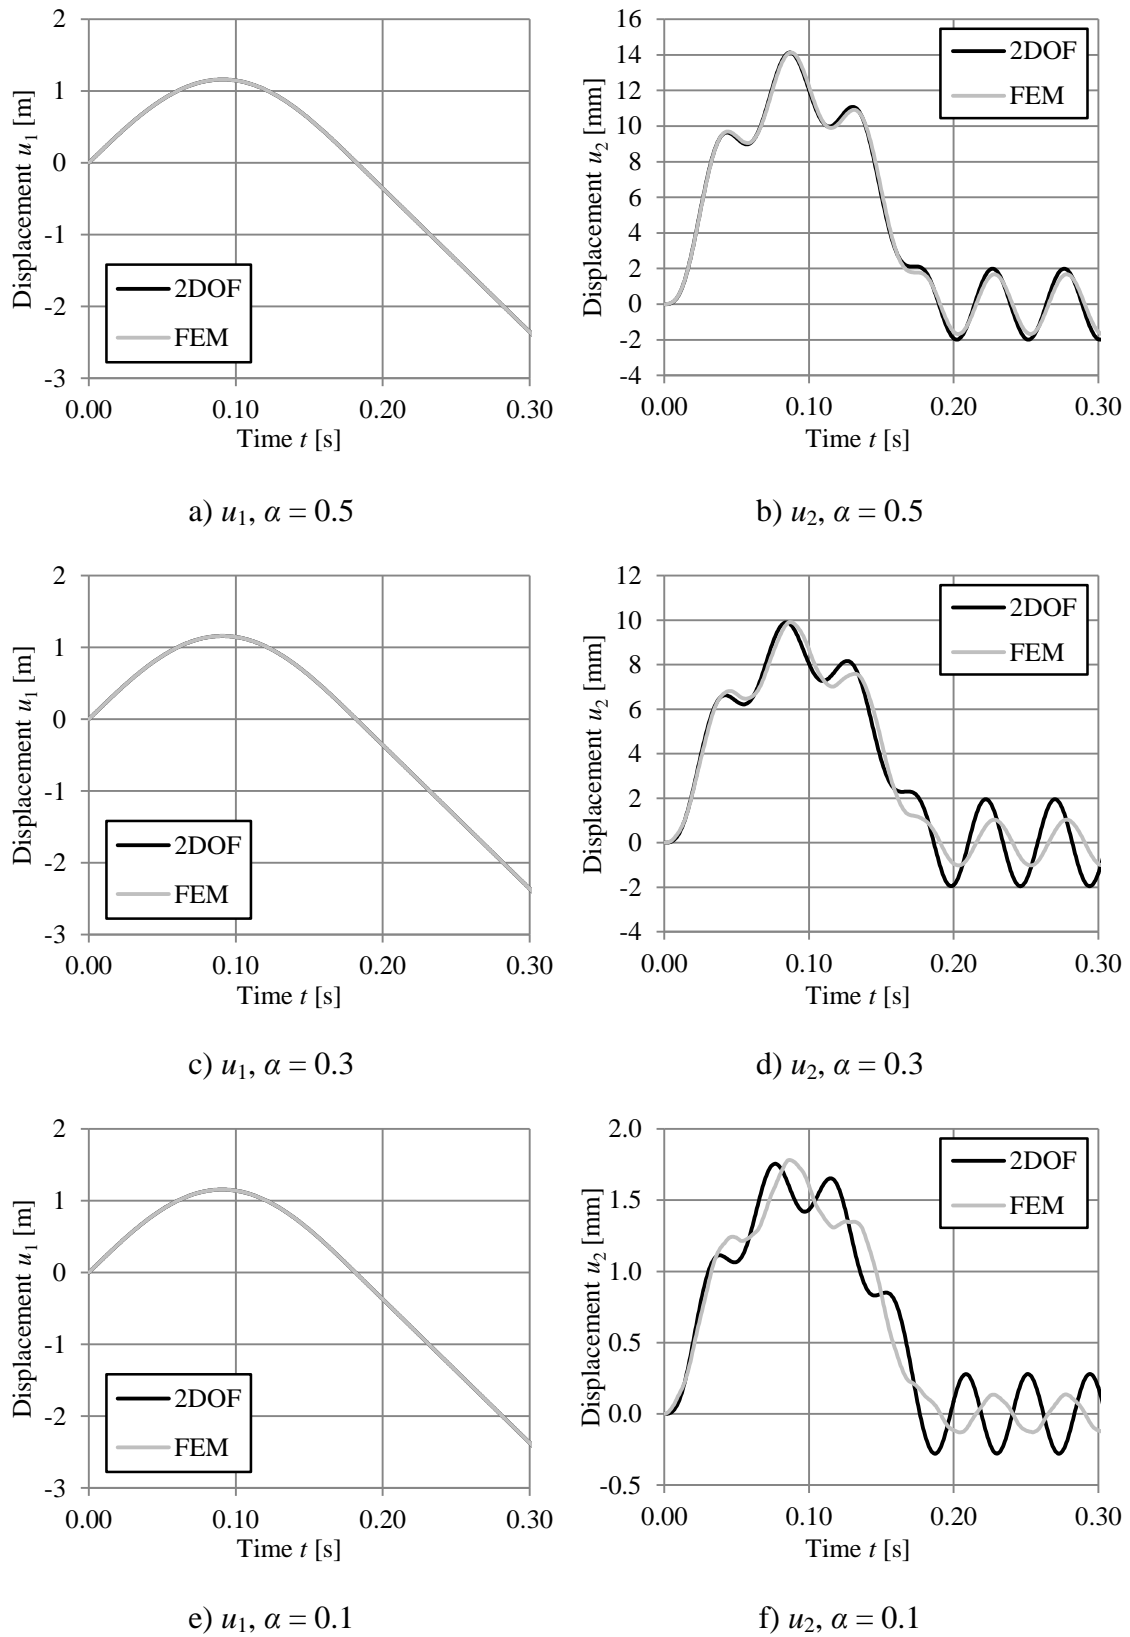 2
1
0
-1
-2
-3
0.00 0.10 0.20 0.30
Displacement u1 [m]
Time t [s]
2DOF
FEM
a) u1, α = 0.5
16
14
12
10
8
6
4
2
0
-2
-4
0.00 0.10 0.20 0.30
Displacement u2 [mm]
Time t [s]
2DOF
FEM
b) u2, α = 0.5
2
1
0
-1
-2
-3
0.00 0.10 0.20 0.30
Displacement u1 [m]
Time t [s]
2DOF
FEM
c) u1, α = 0.3
12
10
8
6
4
2
0
-2
-4
0.00 0.10 0.20 0.30
Displacement u2 [mm]
Time t [s]
2DOF
FEM
d) u2, α = 0.3
2
1
0
-1
-2
-3
0.00 0.10 0.20 0.30
Displacement u1 [m]
Time t [s]
2DOF
FEM
e) u1, α = 0.1
2.0
1.5
1.0
0.5
0.0
-0.5
0.00 0.10 0.20 0.30
Displacement u2 [mm]
Time t [s]
2DOF
FEM
f) u2, α = 0.1